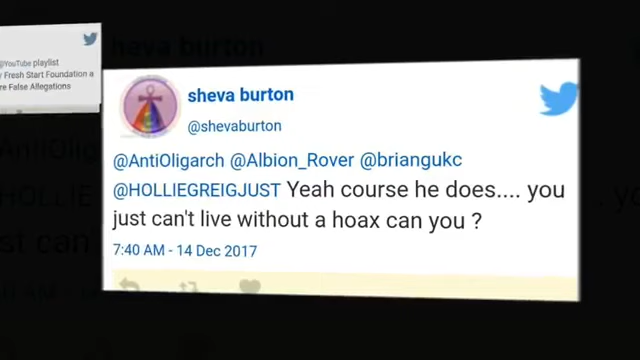 @YouTube playlist
Fresh Start Foundation a
re False Allegations
sheva burton
sheva burton
@shevaburton
@AntiOligarch @Albion_Rover @briangukc
@HOLLIEGREIGJUST Yeah course he does.... you
just can't live without a hoax can you ?
7:40 AM - 14 Dec 2017